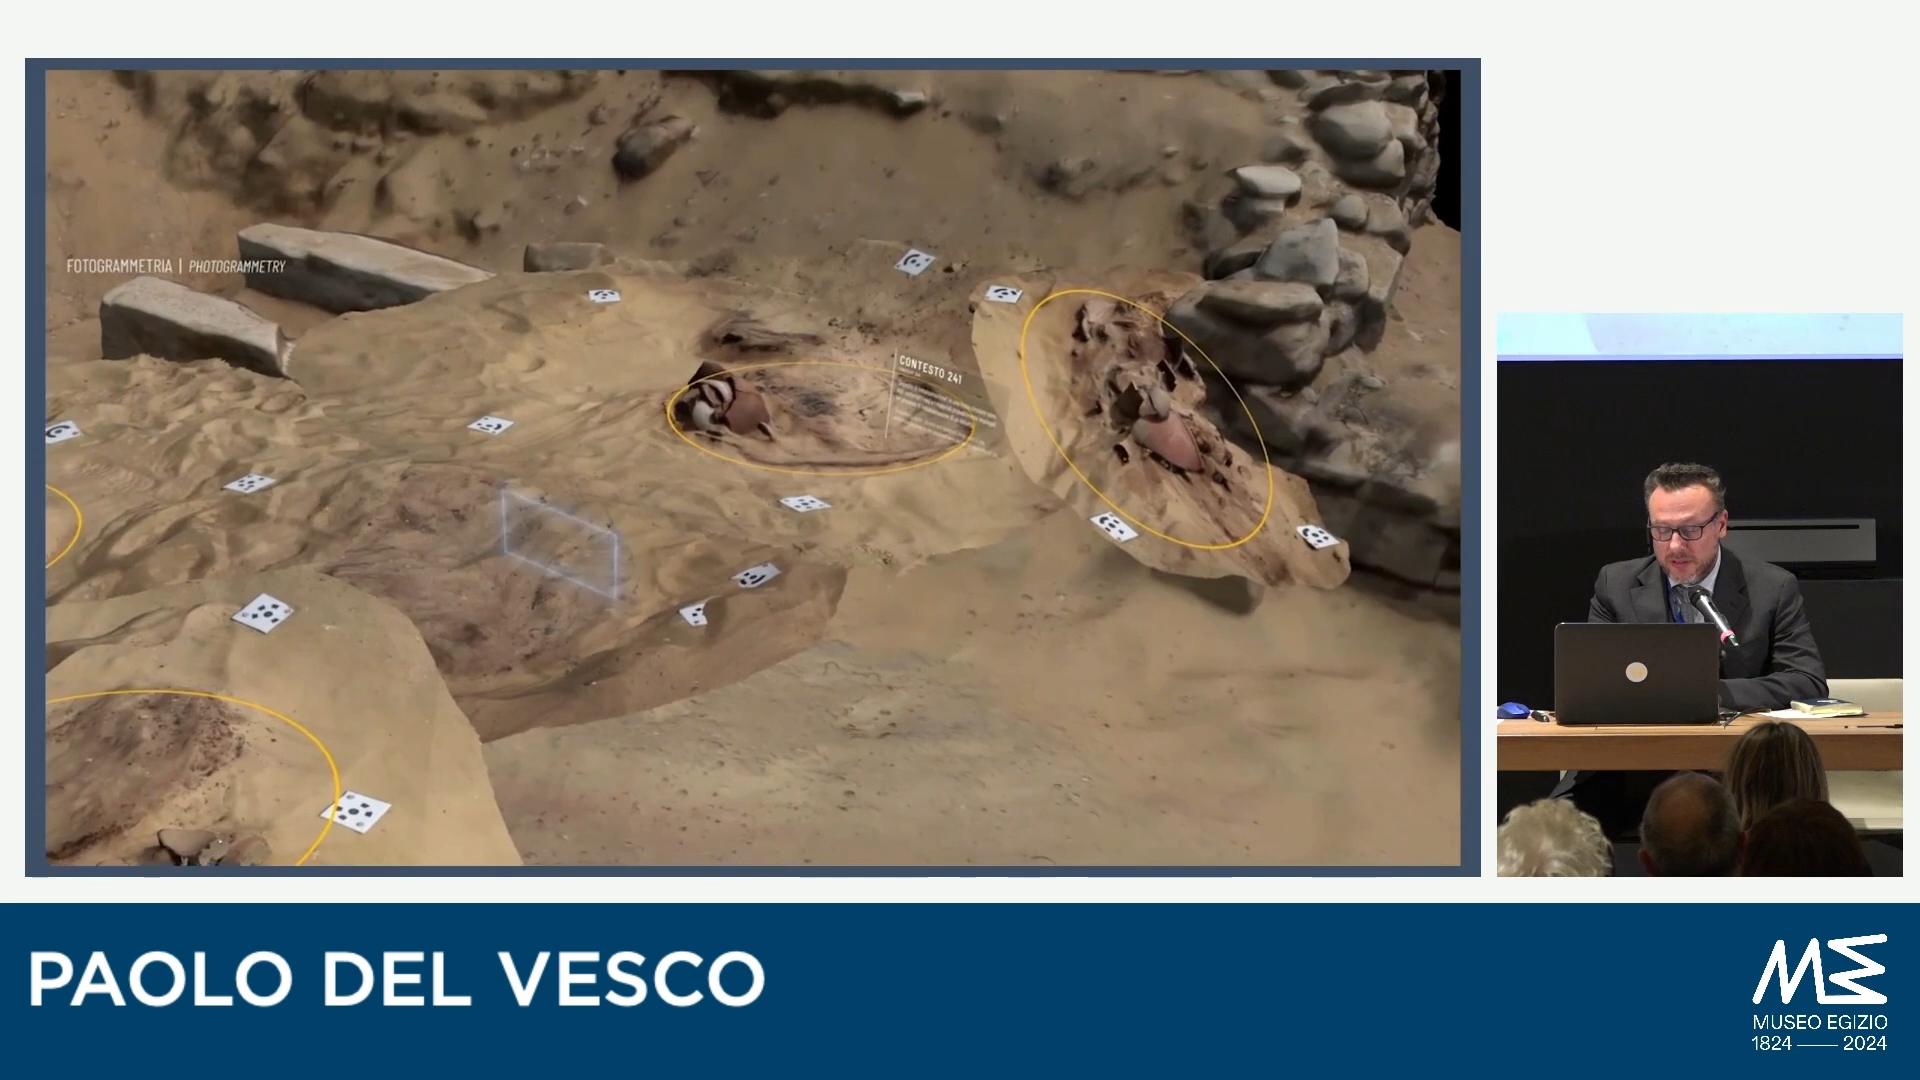 FOTOGRAMMETRIA | PHOTOGRAMMETRY
CONTESTO 241
PAOLO DEL VESCO
MUSEO EGIZIO
1824 — 2024